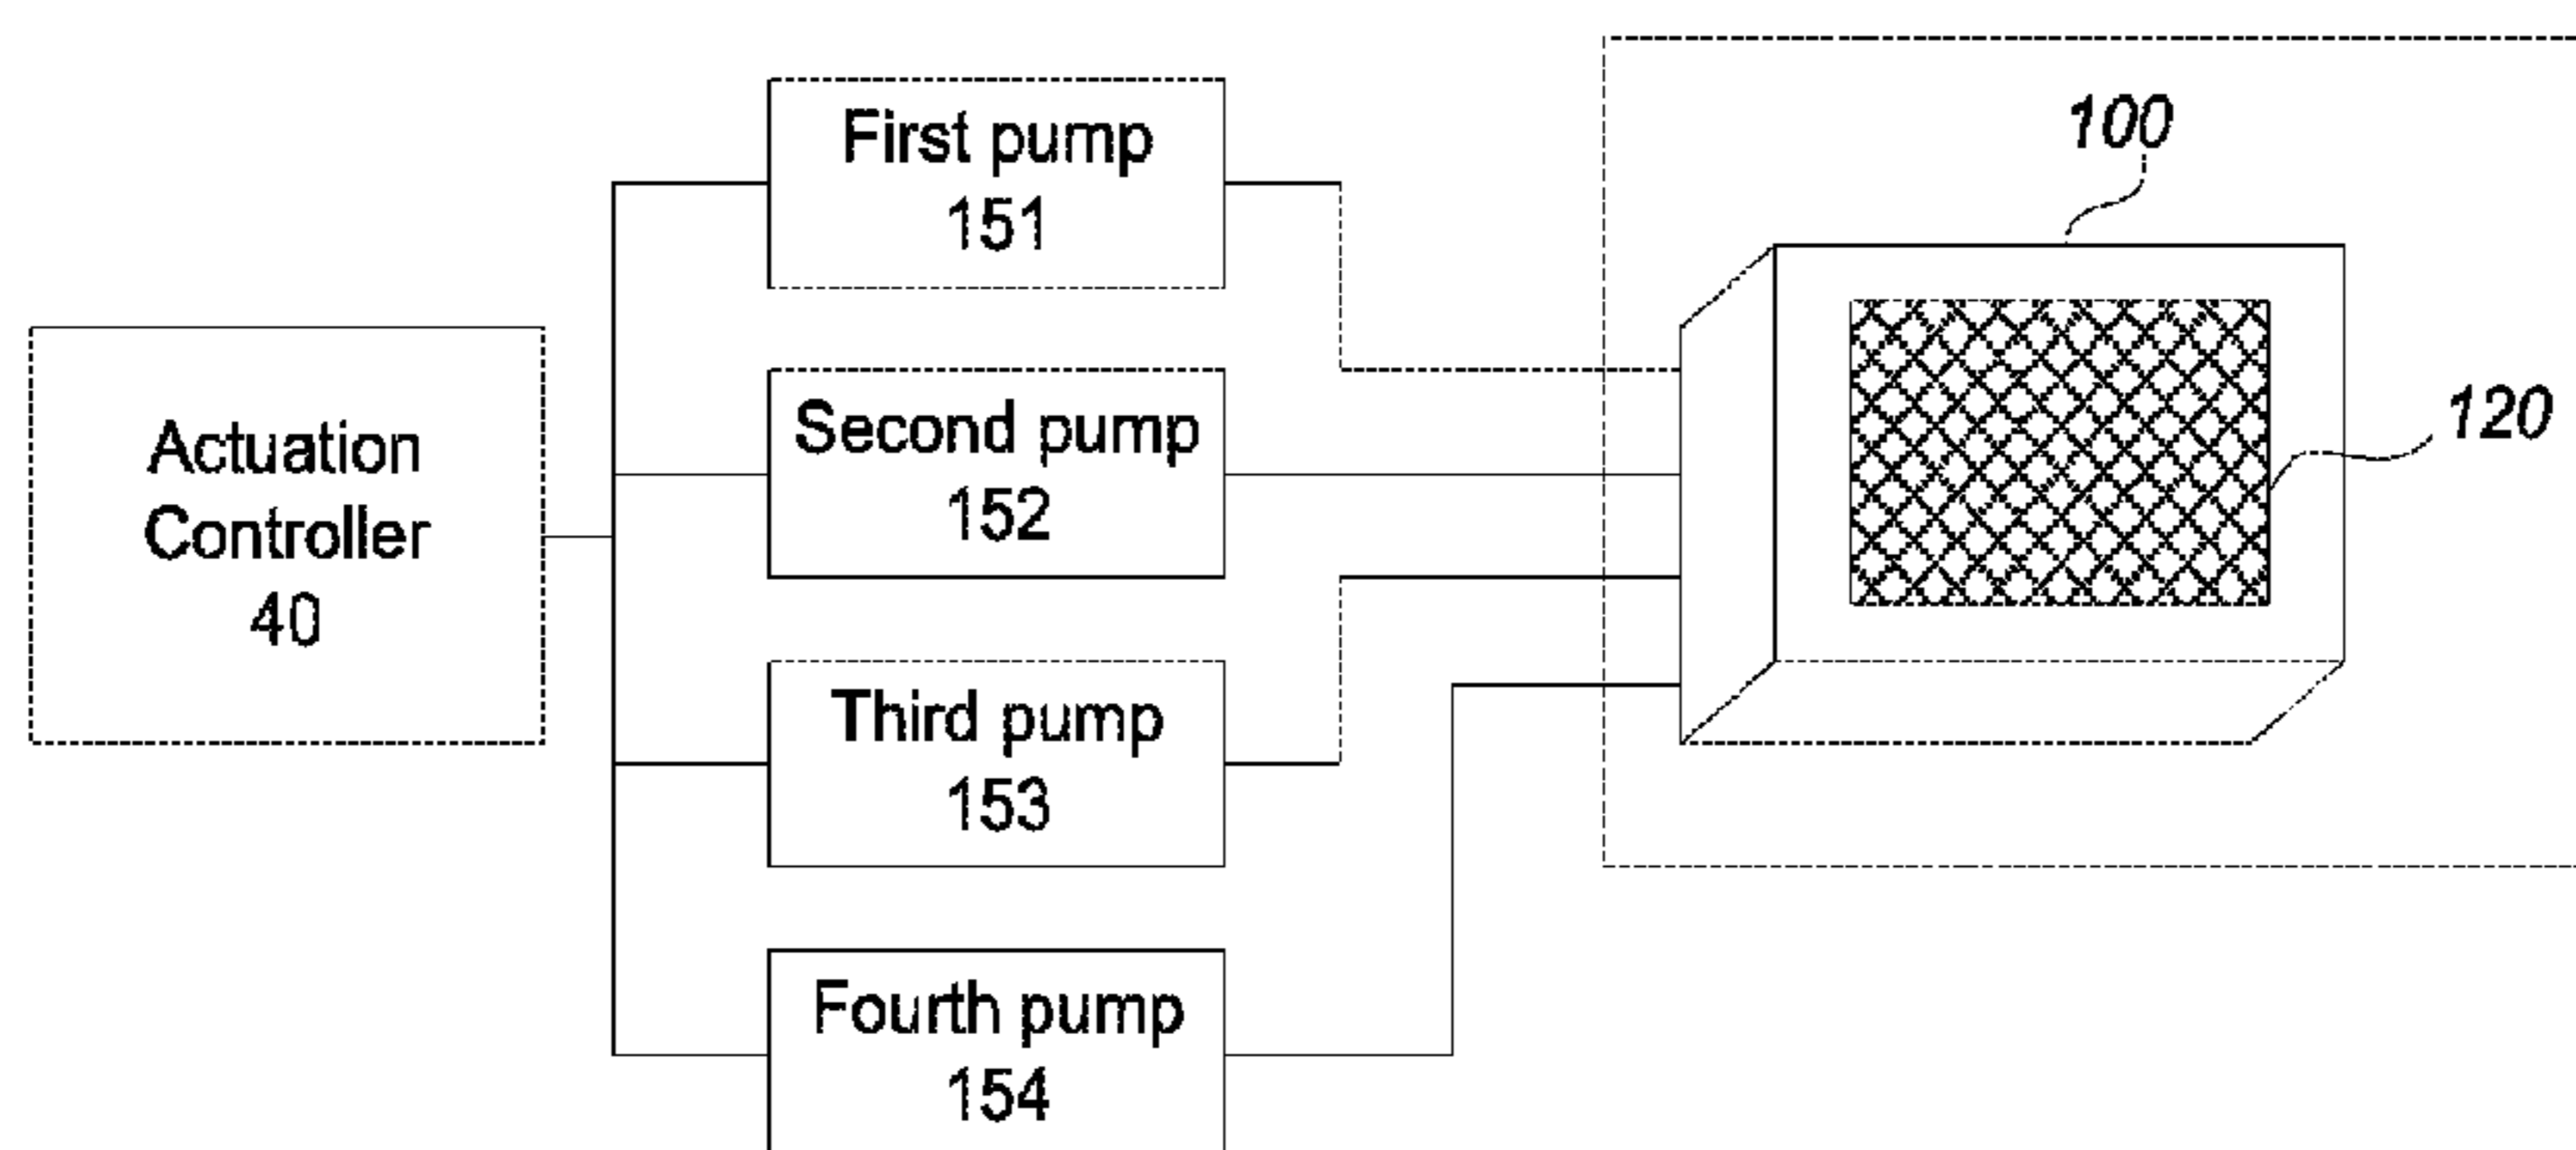 First pump
151
100
Actuation
Controller
40
Second pump
152
120
Third pump
153
Fourth pump
154